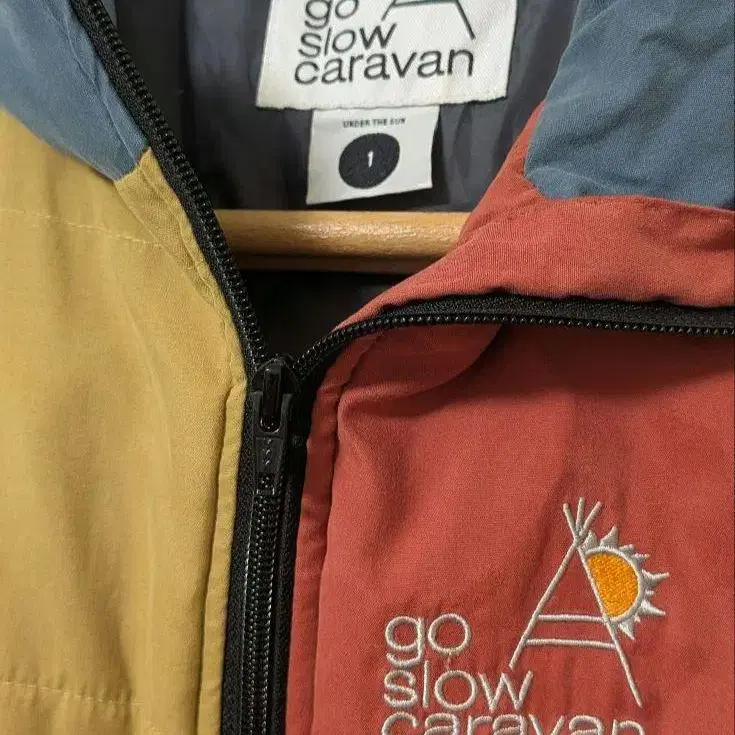 go
slow
caravan
UNDER THE SUN
1
go
slow
caravan